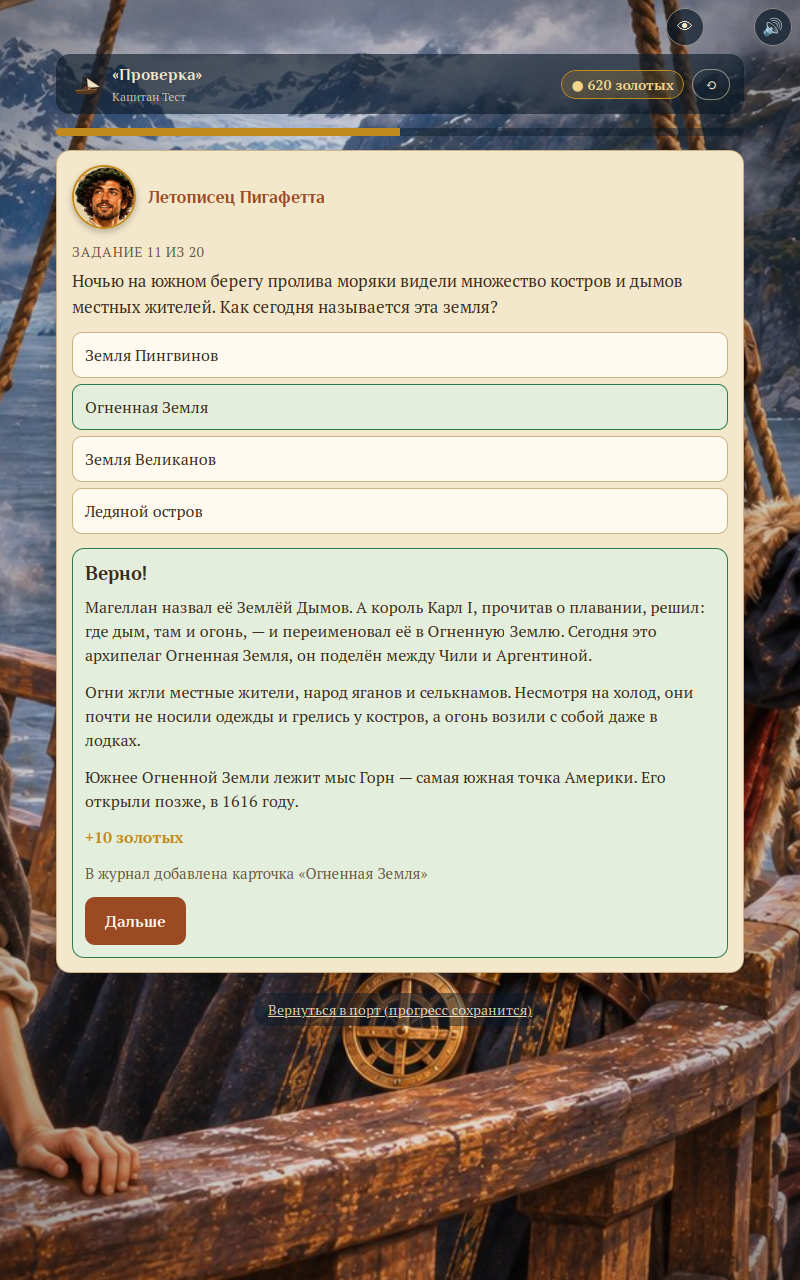 «Проверка»
Капитан Тест
620 золотых
Летописец Пигафетта
ЗАДАНИЕ 11 ИЗ 20
Ночью на южном берегу пролива моряки видели множество костров и дымов
местных жителей. Как сегодня называется эта земля?
Земля Пингвинов
Огненная Земля
Земля Великанов
Ледяной остров
Верно!
Магеллан назвал её Землёй Дымов. А король Карл I, прочитав о плавании, решил:
где дым, там и огонь, — и переименовал её в Огненную Землю. Сегодня это
архипелаг Огненная Земля, он поделён между Чили и Аргентиной.
Огни жгли местные жители, народ яганов и селькнамов. Несмотря на холод, они
почти не носили одежды и грелись у костров, а огонь возили с собой даже в
лодках.
Южнее Огненной Земли лежит мыс Горн — самая южная точка Америки. Его
открыли позже, в 1616 году.
+10 золотых
В журнал добавлена карточка «Огненная Земля»
Дальше
Вернуться в порт (прогресс сохранится)